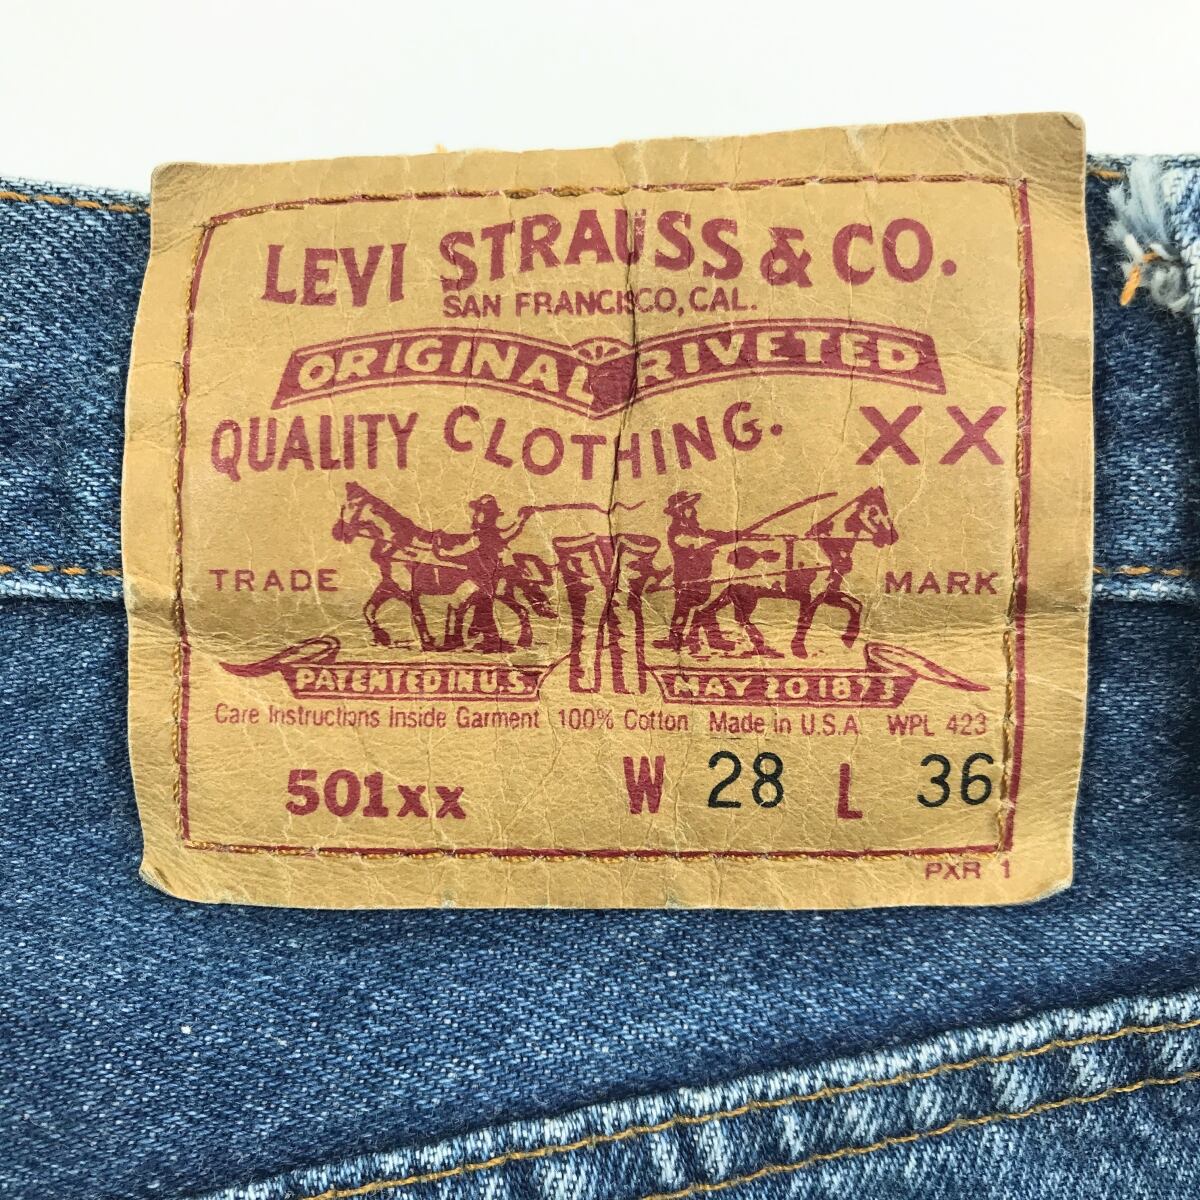 LEVI STRAUSS & CO.
SAN FRANCISCO, CAL.
ORIGINAL RIVETED
QUALITY CLOTHING. XX
TRADE MARK
PATENTED IN U.S. MAY 20 1873
Care Instructions Inside Garment 100% Cotton Made in U.S.A WPL 423
501xx W 28 L 36
PXR 1